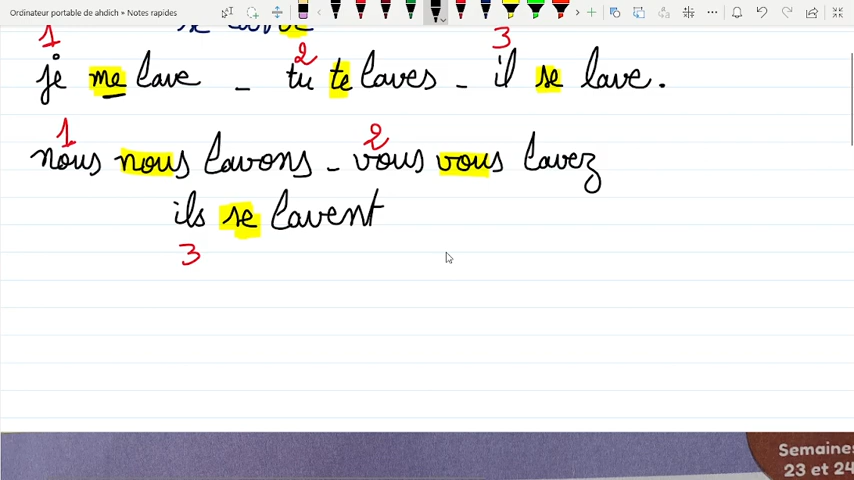 Ordinateur portable de ahdich » Notes rapides
1 2 3
je me lave - tu te laves - il se lave.
1 2
nous nous lavons - vous vous lavez
ils se lavent
3
Semaines
23 et 24